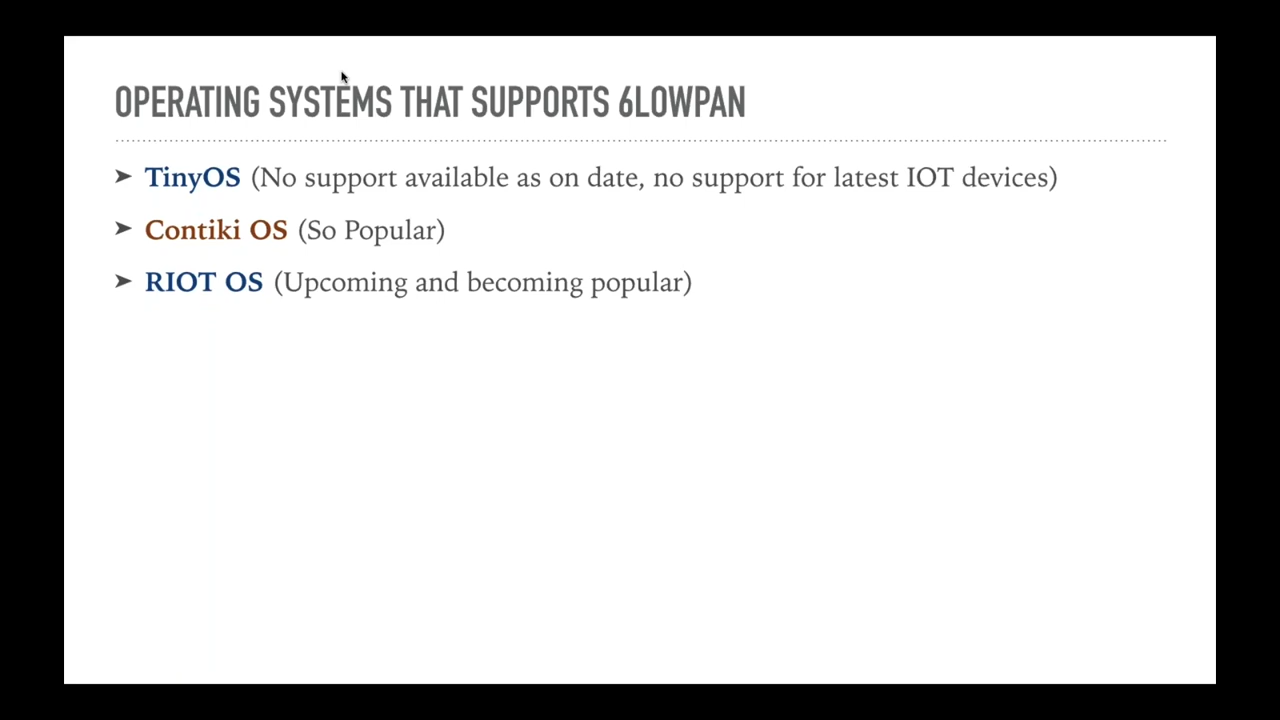 OPERATING SYSTEMS THAT SUPPORTS 6LOWPAN
➤ TinyOS (No support available as on date, no support for latest IOT devices)
➤ Contiki OS (So Popular)
➤ RIOT OS (Upcoming and becoming popular)